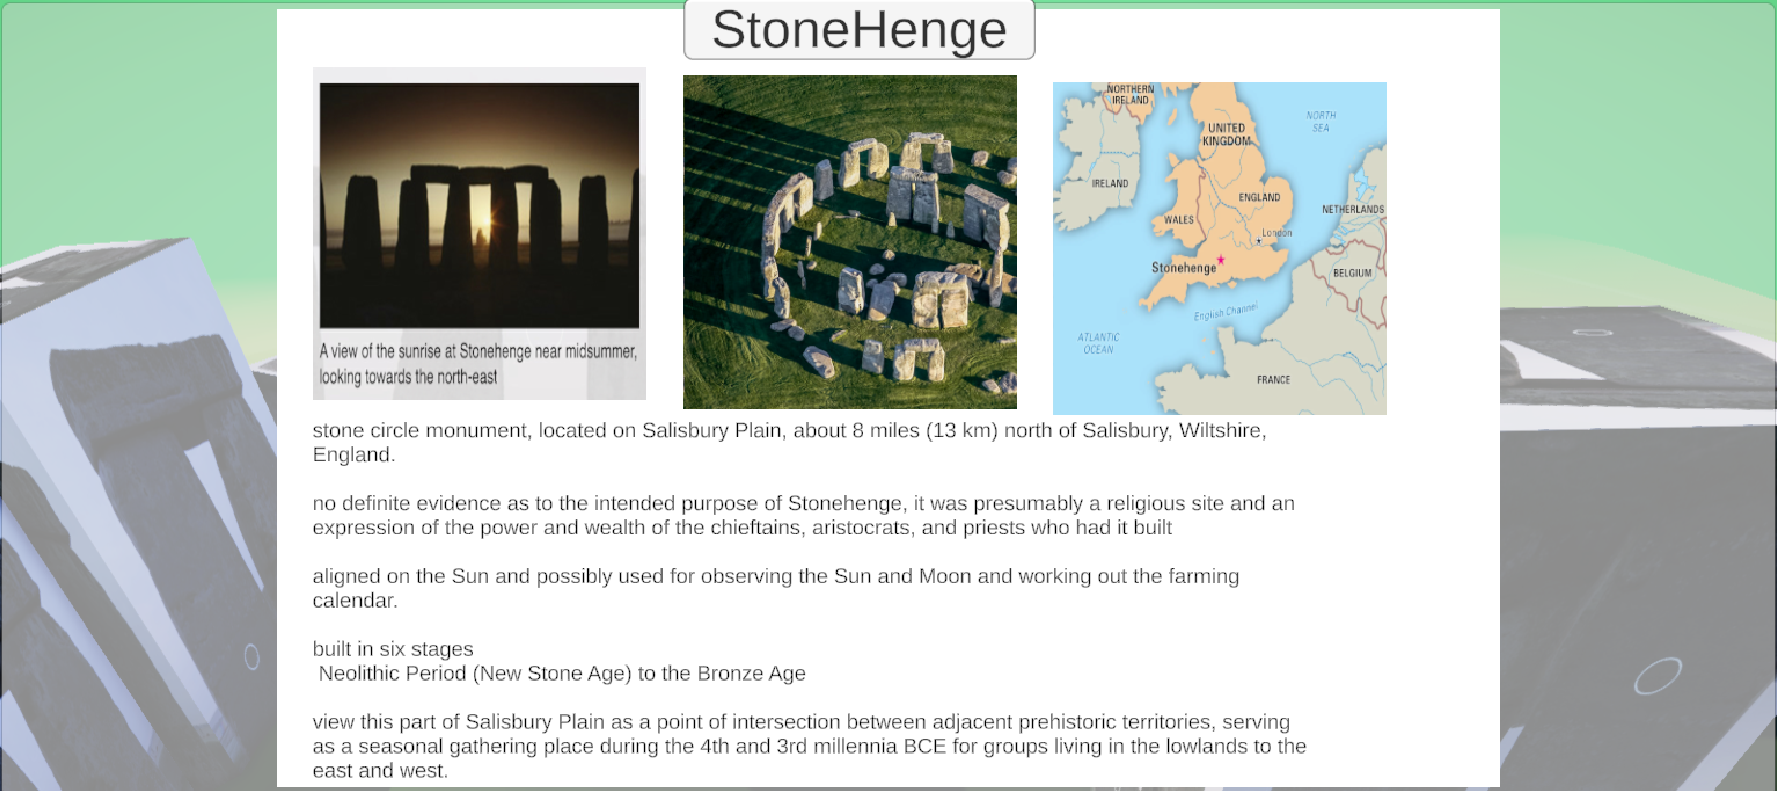 StoneHenge
A view of the sunrise at Stonehenge near midsummer,
looking towards the north-east
NORTHERN
IRELAND
UNITED
KINGDOM
NORTH
SEA
IRELAND
ENGLAND
NETHERLANDS
WALES
London
Stonehenge
BELGIUM
English Channel
ATLANTIC
OCEAN
FRANCE
stone circle monument, located on Salisbury Plain, about 8 miles (13 km) north of Salisbury, Wiltshire,
England.
no definite evidence as to the intended purpose of Stonehenge, it was presumably a religious site and an
expression of the power and wealth of the chieftains, aristocrats, and priests who had it built
aligned on the Sun and possibly used for observing the Sun and Moon and working out the farming
calendar.
built in six stages
Neolithic Period (New Stone Age) to the Bronze Age
view this part of Salisbury Plain as a point of intersection between adjacent prehistoric territories, serving
as a seasonal gathering place during the 4th and 3rd millennia BCE for groups living in the lowlands to the
east and west.